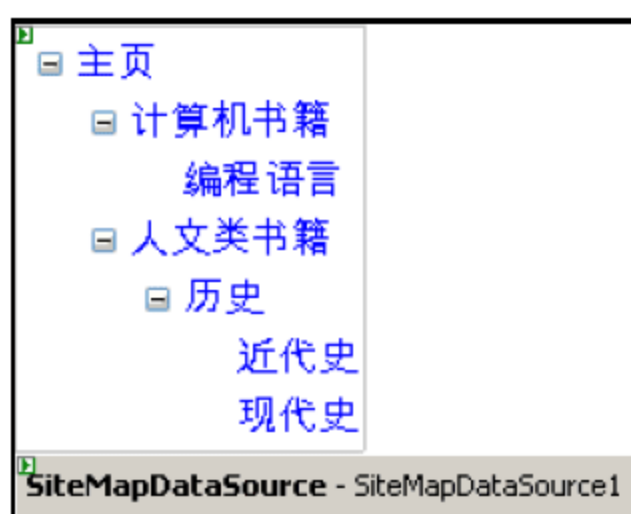 主页
计算机书籍
编程语言
人文类书籍
历史
近代史
现代史
SiteMapDataSource - SiteMapDataSource1